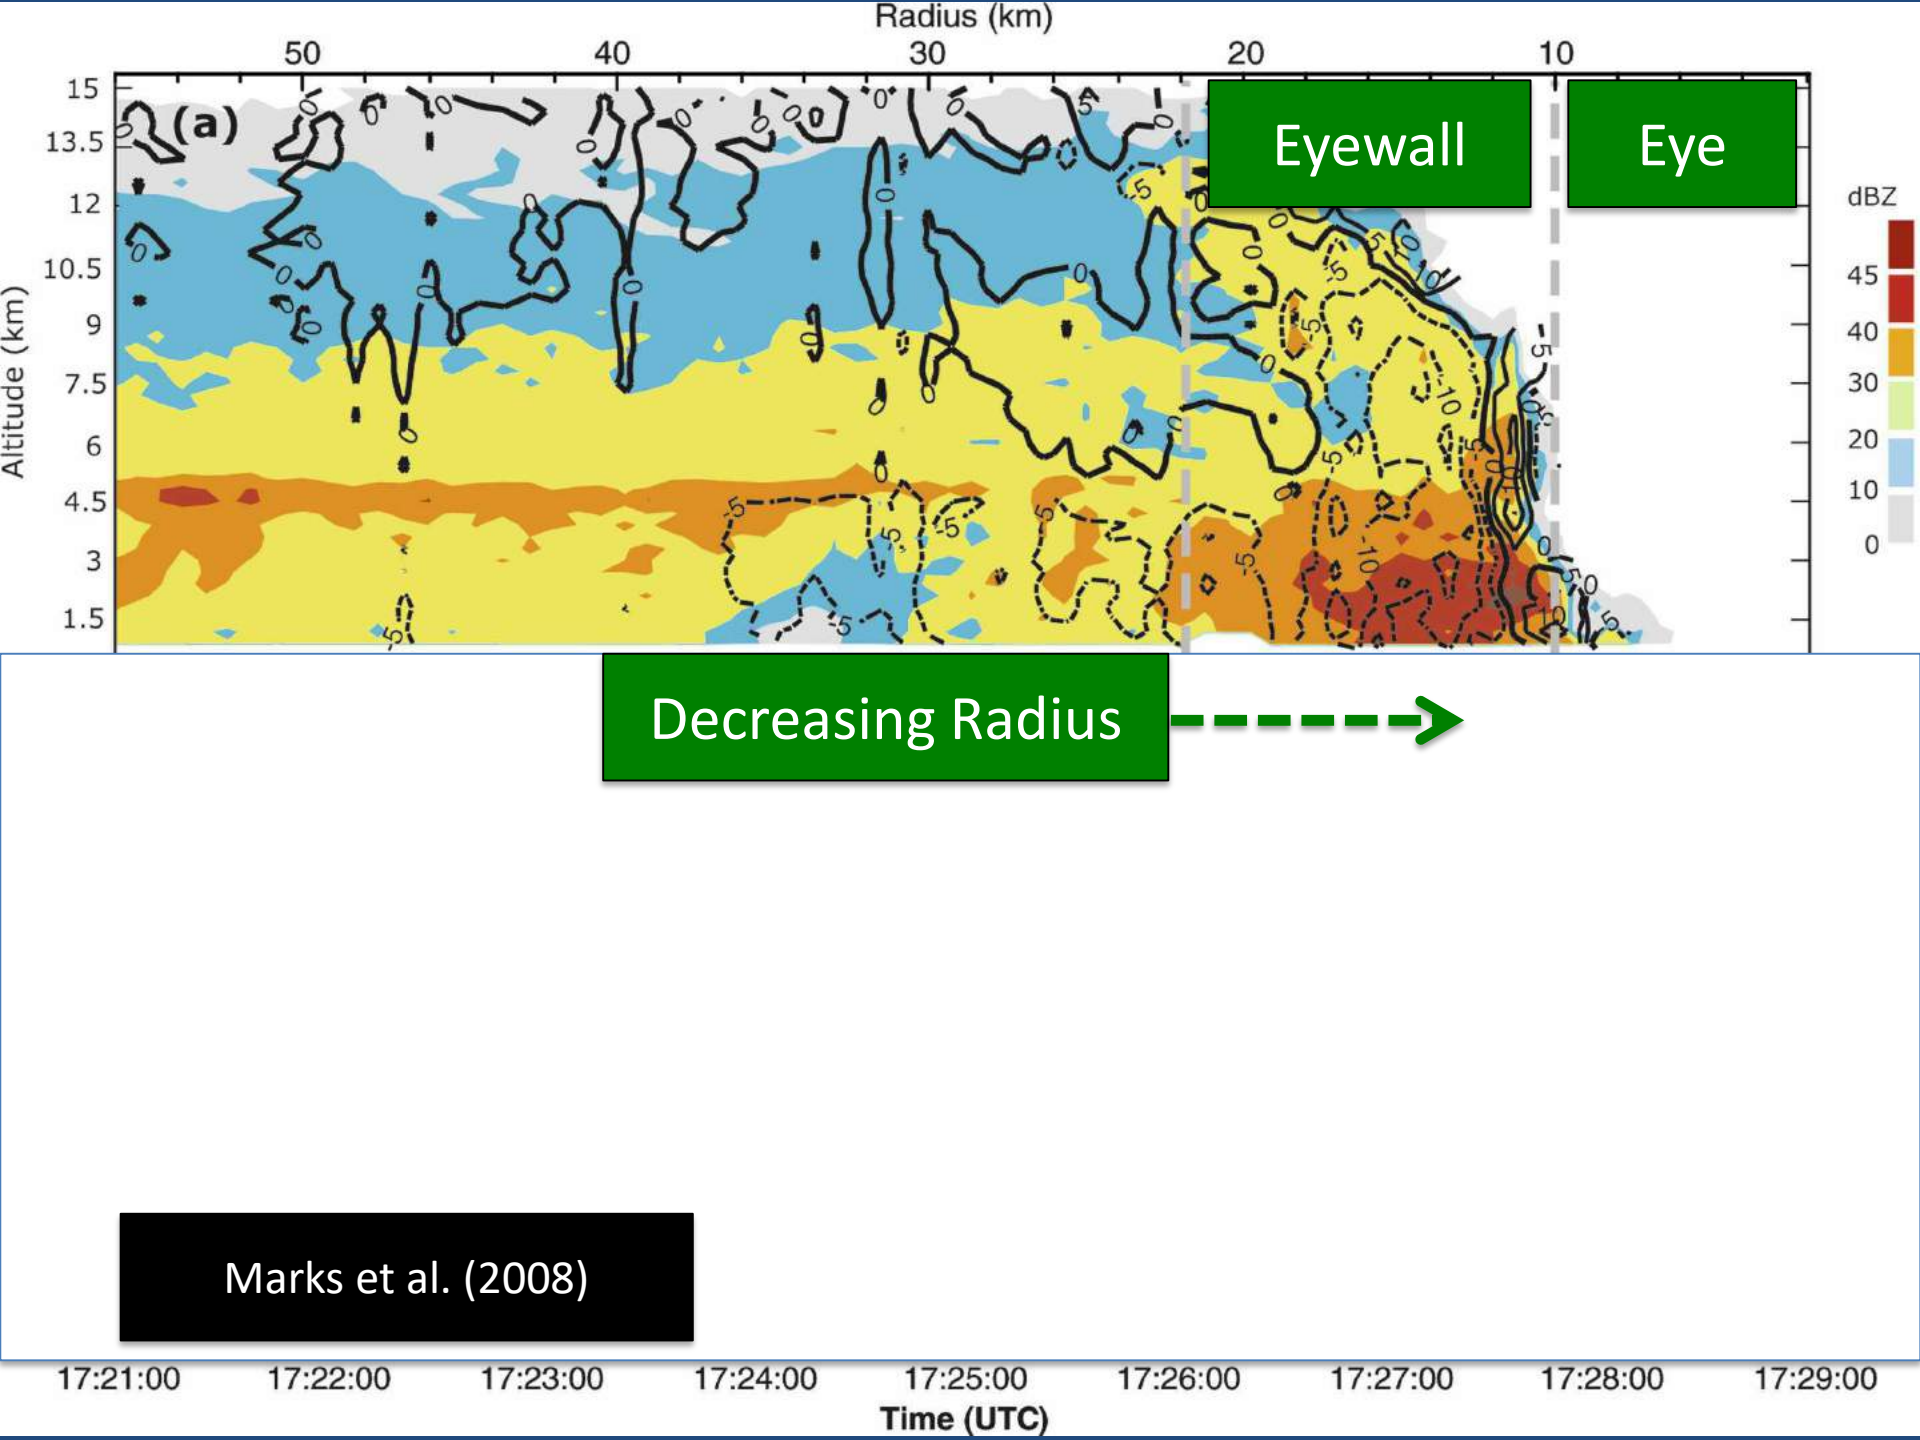 Radius (km)
50 40 30 20 10
15
13.5
12
10.5
9
7.5
6
4.5
3
1.5
Altitude (km)
(a)
Eyewall
Eye
dBZ
45
40
30
20
10
0
Decreasing Radius
Marks et al. (2008)
17:21:00 17:22:00 17:23:00 17:24:00 17:25:00 17:26:00 17:27:00 17:28:00 17:29:00
Time (UTC)